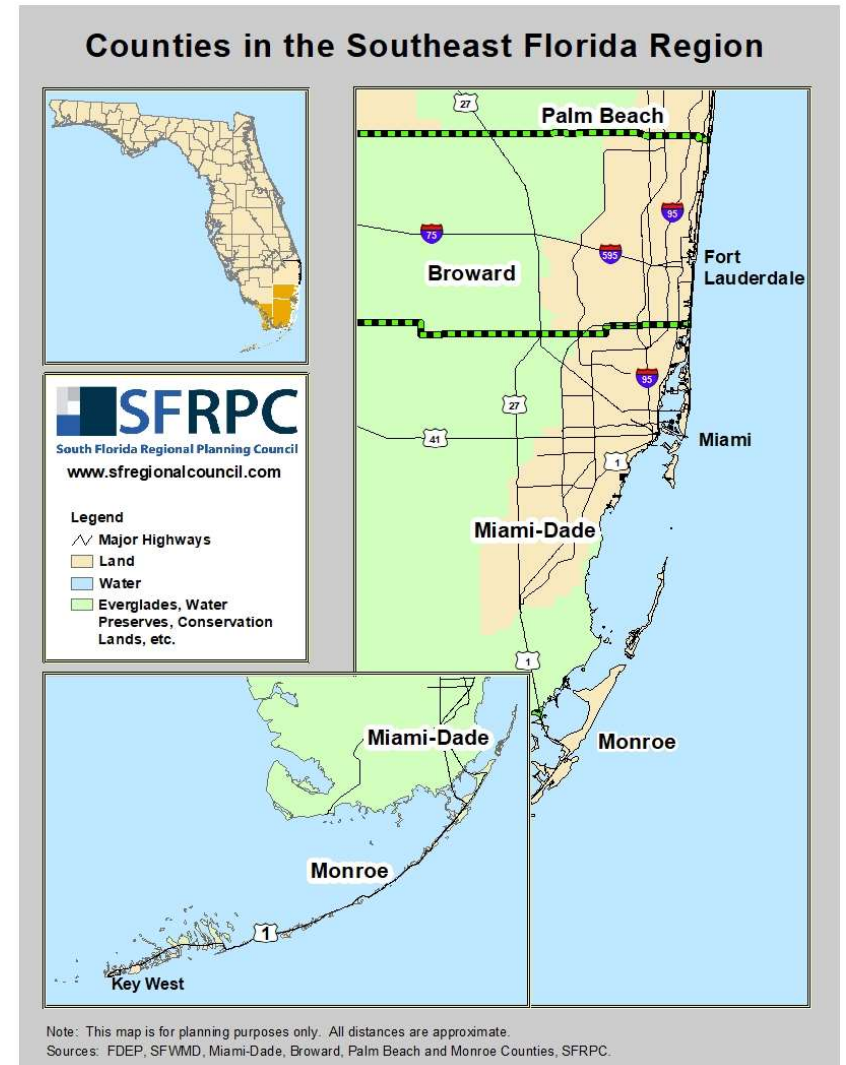 Counties in the Southeast Florida Region
27
Palm Beach
95
75
595
Broward
Fort
Lauderdale
95
27
41
Miami
1
Miami-Dade
1
Monroe
SFRPC
South Florida Regional Planning Council
www.sfregionalcouncil.com
Legend
Major Highways
Land
Water
Everglades, Water
Preserves, Conservation
Lands, etc.
Miami-Dade
Monroe
1
Key West
Note: This map is for planning purposes only. All distances are approximate.
Sources: FDEP, SFWMD, Miami-Dade, Broward, Palm Beach and Monroe Counties, SFRPC.